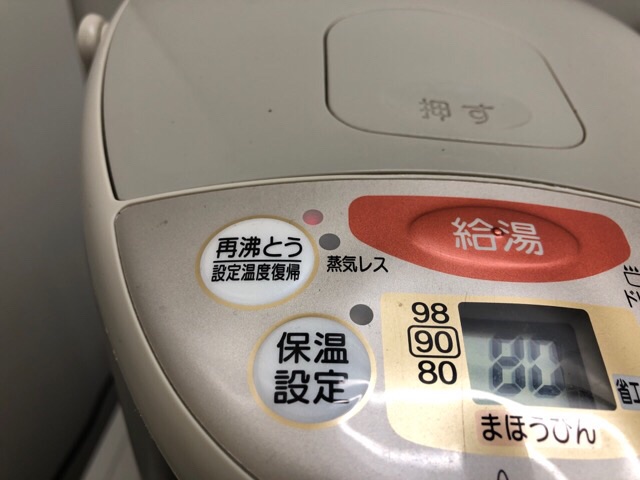 押す
給湯
再沸とう
設定温度復帰
蒸気レス
保温
設定
98
90
80
80
まほうびん
省エ